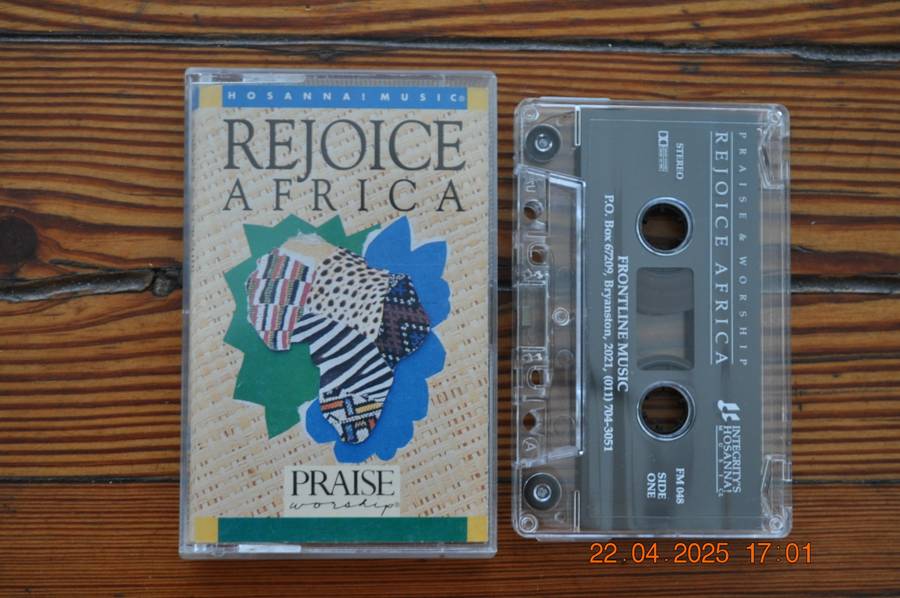 HOSANNA! MUSIC®
REJOICE
AFRICA
PRAISE
worship
PRAISE & WORSHIP
REJOICE AFRICA
STEREO
FRONTLINE MUSIC
P.O. Box 67209, Bryanston, 2021, (011) 704-3051
INTEGRITY'S
HOSANNA!
MUSIC
FM 048
SIDE
ONE
22.04.2025 17:01